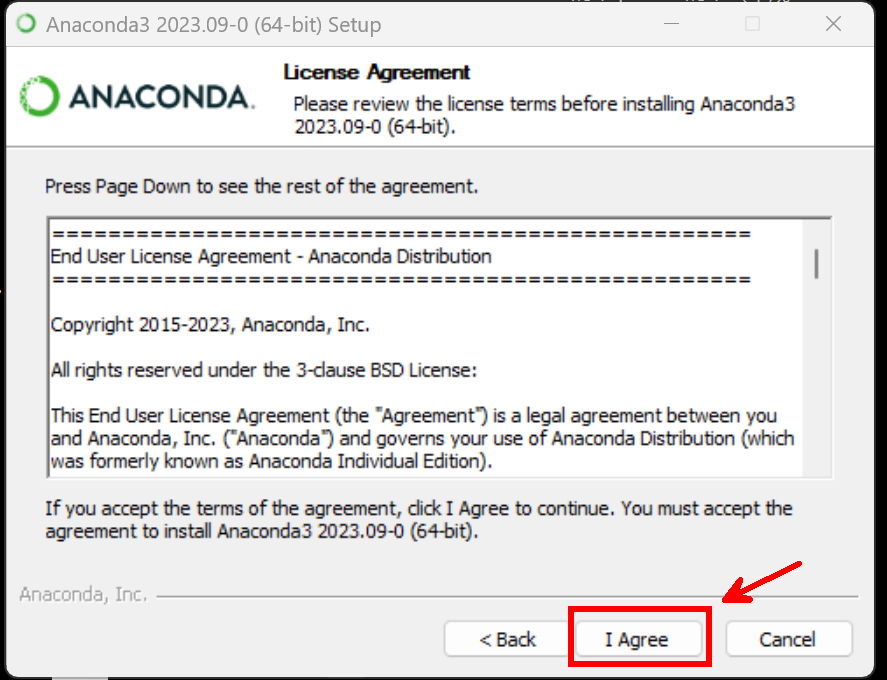 Anaconda3 2023.09-0 (64-bit) Setup
ANACONDA.
License Agreement
Please review the license terms before installing Anaconda3
2023.09-0 (64-bit).
Press Page Down to see the rest of the agreement.
==================================================
End User License Agreement - Anaconda Distribution
==================================================
Copyright 2015-2023, Anaconda, Inc.
All rights reserved under the 3-clause BSD License:
This End User License Agreement (the "Agreement") is a legal agreement between you
and Anaconda, Inc. ("Anaconda") and governs your use of Anaconda Distribution (which
was formerly known as Anaconda Individual Edition).
If you accept the terms of the agreement, click I Agree to continue. You must accept the
agreement to install Anaconda3 2023.09-0 (64-bit).
Anaconda, Inc.
< Back
I Agree
Cancel